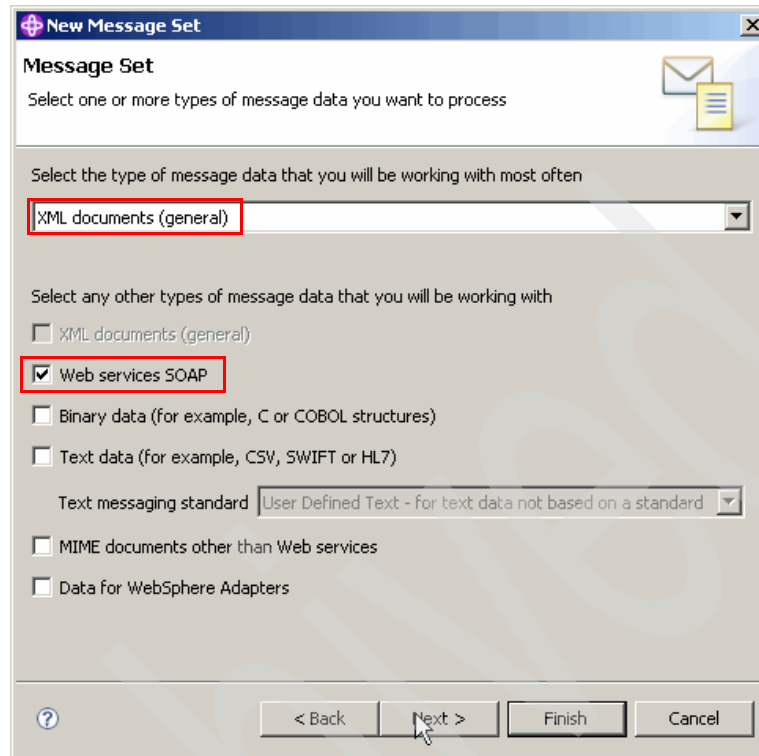 New Message Set
Message Set
Select one or more types of message data you want to process
Select the type of message data that you will be working with most often
XML documents (general)
Select any other types of message data that you will be working with
XML documents (general)
Web services SOAP
Binary data (for example, C or COBOL structures)
Text data (for example, CSV, SWIFT or HL7)
Text messaging standard User Defined Text - for text data not based on a standard
MIME documents other than Web services
Data for WebSphere Adapters
? < Back Next > Finish Cancel